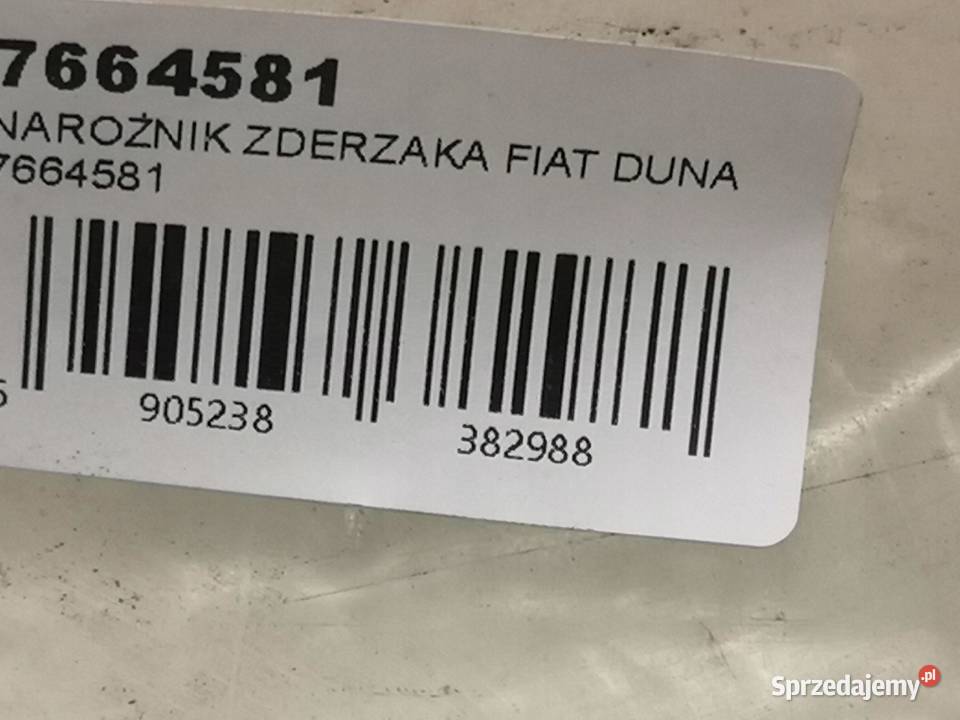 7664581
NAROŻNIK ZDERZAKA FIAT DUNA
7664581
905238 382988
Sprzedajemy.pl